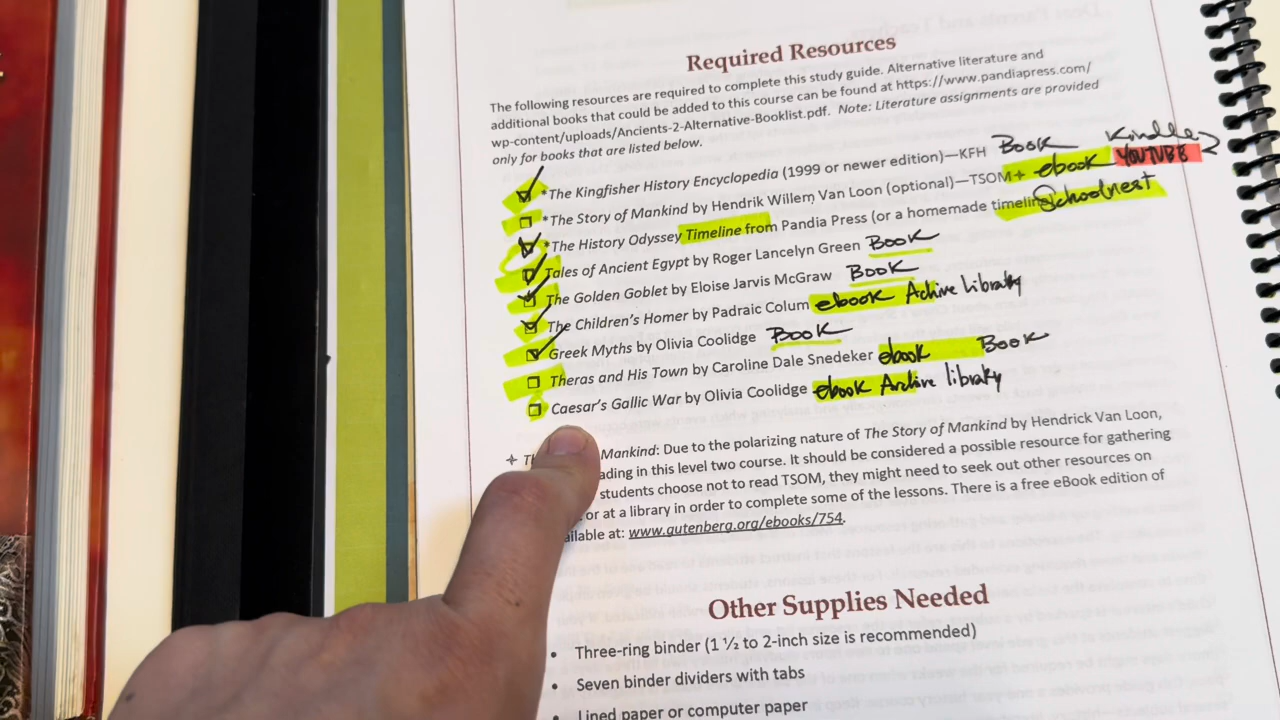 Required Resources
The following resources are required to complete this study guide. Alternative literature and
additional books that could be added to this course can be found at https://www.pandiapress.com/
wp-content/uploads/Ancients-2-Alternative-Booklist.pdf. Note: Literature assignments are provided
only for books that are listed below.
*The Kingfisher History Encyclopedia (1999 or newer edition)—KFH Book Kindle
*The Story of Mankind by Hendrik Willem Van Loon (optional)—TSOM+ ebook YOUTUBE
*The History Odyssey Timeline from Pandia Press (or a homemade timeline Schoolnest
Tales of Ancient Egypt by Roger Lancelyn Green Book
The Golden Goblet by Eloise Jarvis McGraw Book
The Children's Homer by Padraic Colum ebook Achive library
Greek Myths by Olivia Coolidge Book
Theras and His Town by Caroline Dale Snedeker ebook Book
Caesar's Gallic War by Olivia Coolidge ebook Archive library
Mankind: Due to the polarizing nature of The Story of Mankind by Hendrick Van Loon,
ading in this level two course. It should be considered a possible resource for gathering
students choose not to read TSOM, they might need to seek out other resources on
or at a library in order to complete some of the lessons. There is a free eBook edition of
ailable at: www.gutenberg.org/ebooks/754.
Other Supplies Needed
• Three-ring binder (1 ½ to 2-inch size is recommended)
• Seven binder dividers with tabs
• Lined paper or computer paper